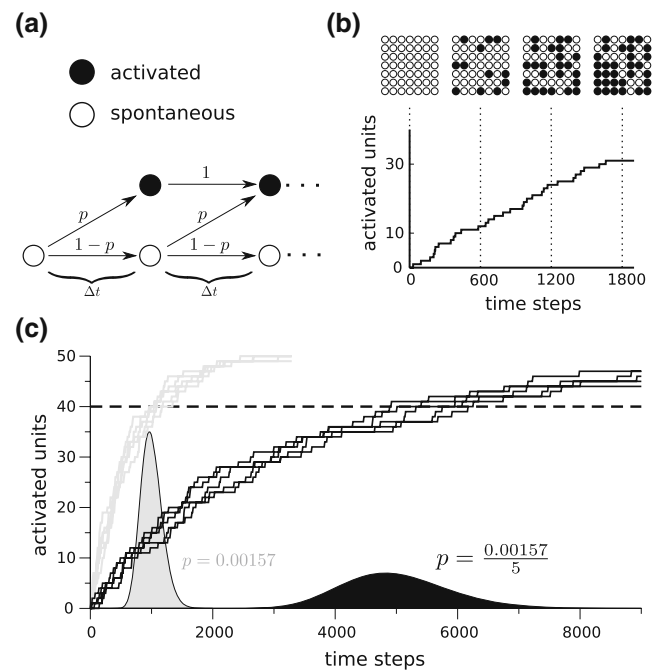 (a)
activated
spontaneous
1
p p
1 − p 1 − p
Δt Δt
(b)
activated units
30
10
0
0 600 1200 1800
time steps
(c)
activated units
50
40
30
20
10
0
p = 0.00157
p = 0.00157/5
0 2000 4000 6000 8000
time steps